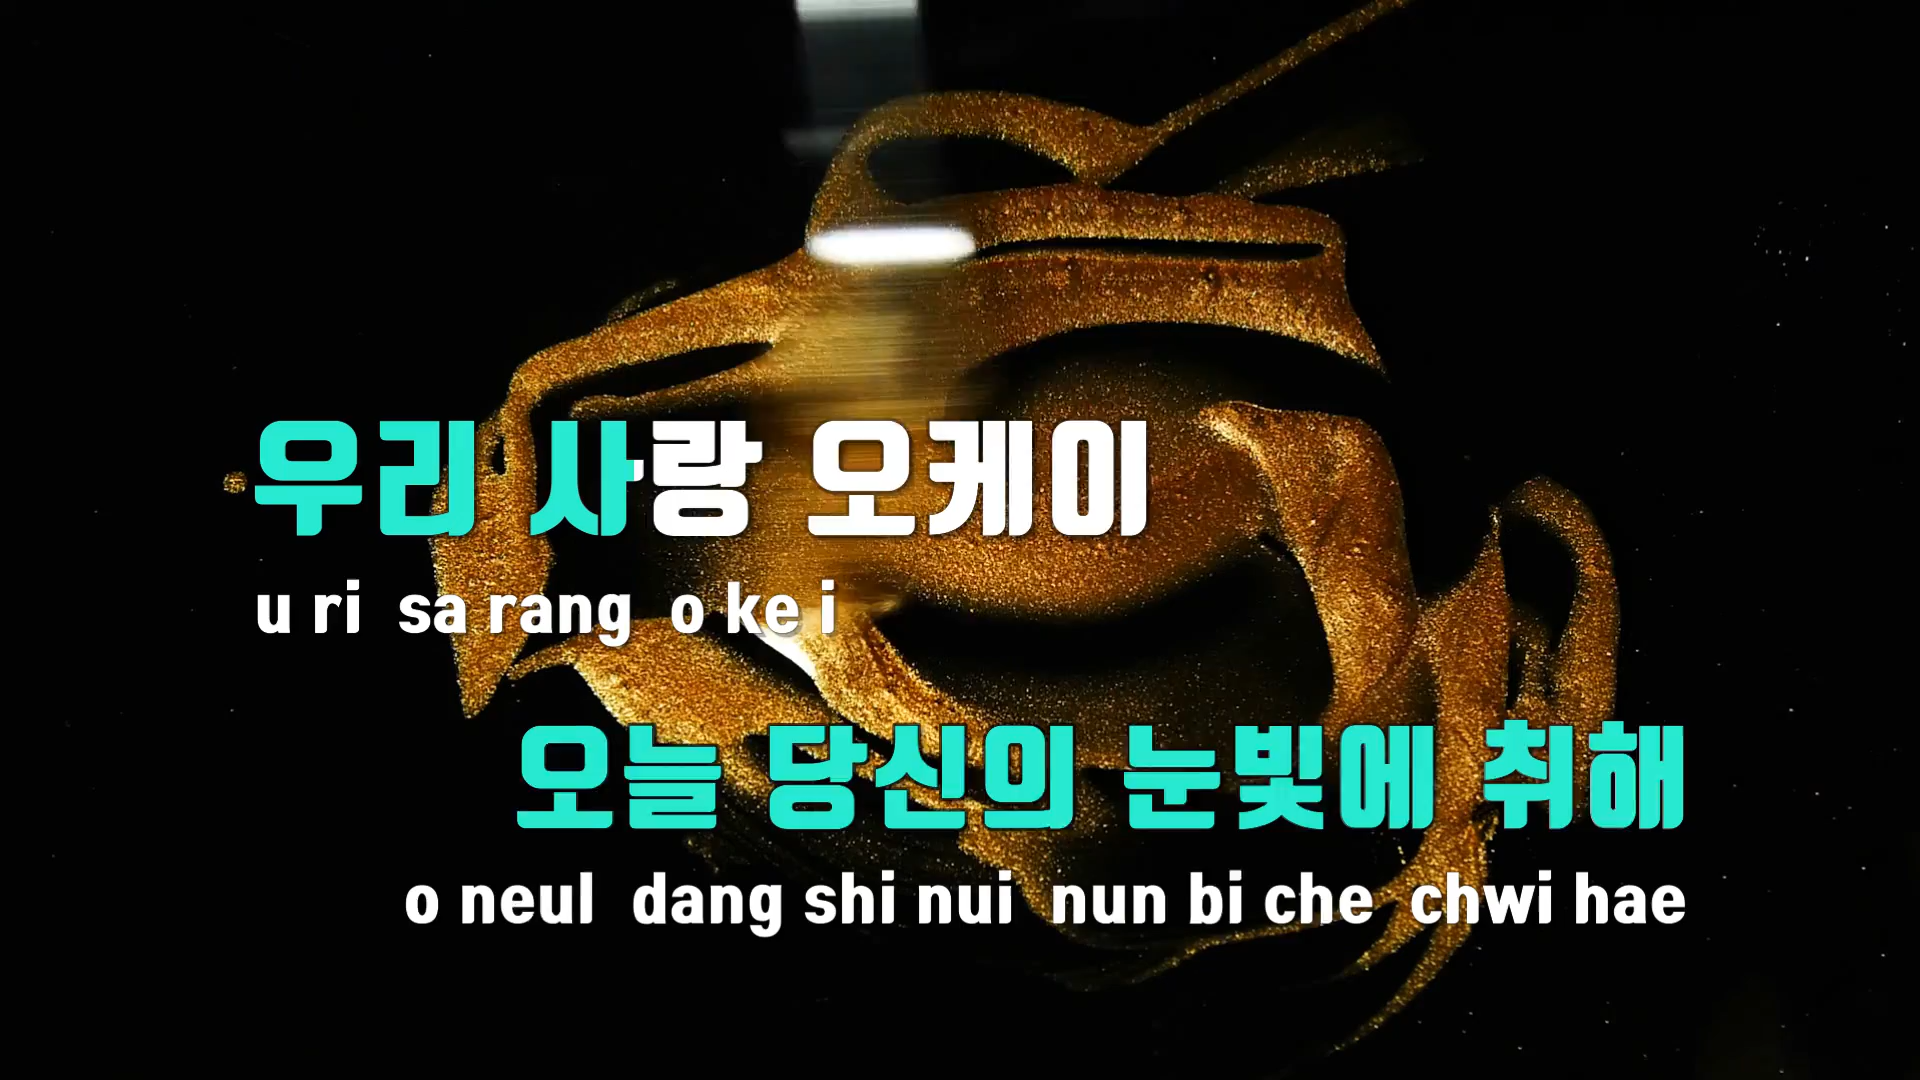 우리 사랑 오케이
u ri sa rang o ke i
오늘 당신의 눈빛에 취해
o neul dang shi nui nun bi che chwi hae